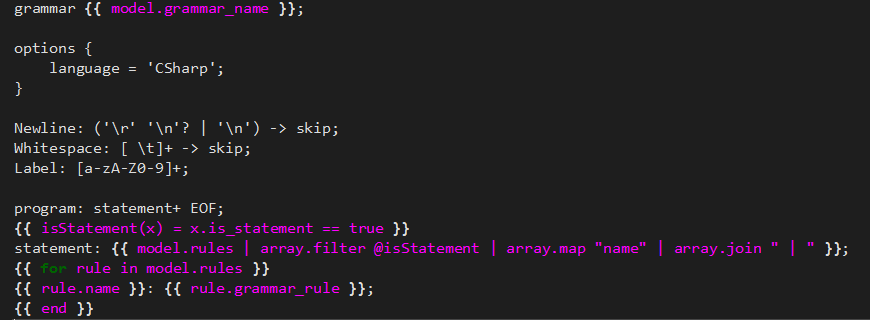 grammar {{ model.grammar_name }};
options {
language = 'CSharp';
}
Newline: ('\r' '\n'? | '\n') -> skip;
Whitespace: [ \t]+ -> skip;
Label: [a-zA-Z0-9]+;
program: statement+ EOF;
{{ isStatement(x) = x.is_statement == true }}
statement: {{ model.rules | array.filter @isStatement | array.map "name" | array.join " | " }};
{{ for rule in model.rules }}
{{ rule.name }}: {{ rule.grammar_rule }};
{{ end }}